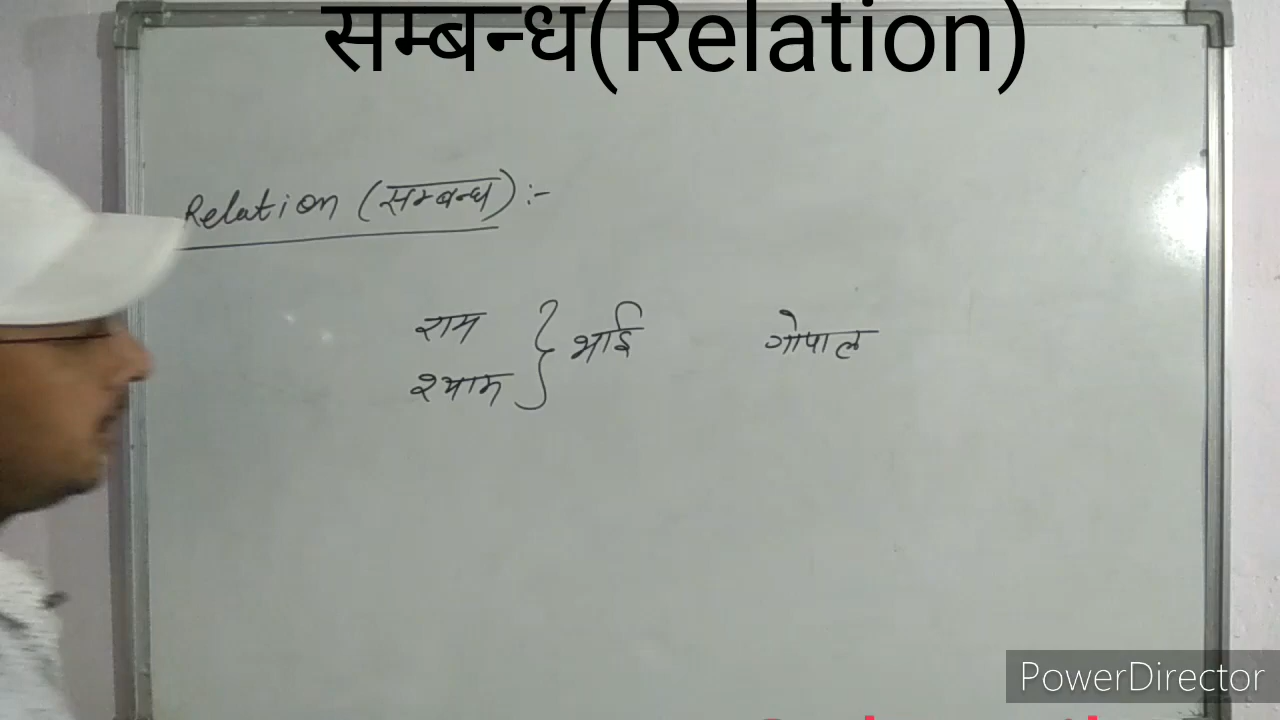 सम्बन्ध(Relation)
Relation (सम्बन्ध) :-
राम } भाई गोपाल
श्याम
PowerDirector